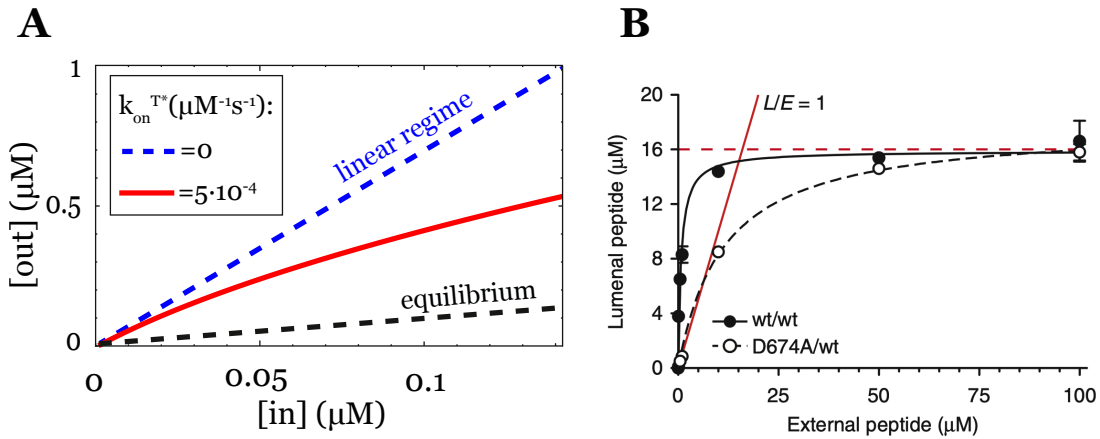 A
1
k_on^T*(µM⁻¹s⁻¹):
=0
=5·10⁻⁴
linear regime
[out] (µM)
0.5
equilibrium
0
0
0.05
0.1
[in] (µM)
B
L/E = 1
20
16
12
8
4
0
Lumenal peptide (µM)
wt/wt
D674A/wt
0
25
50
75
100
External peptide (µM)